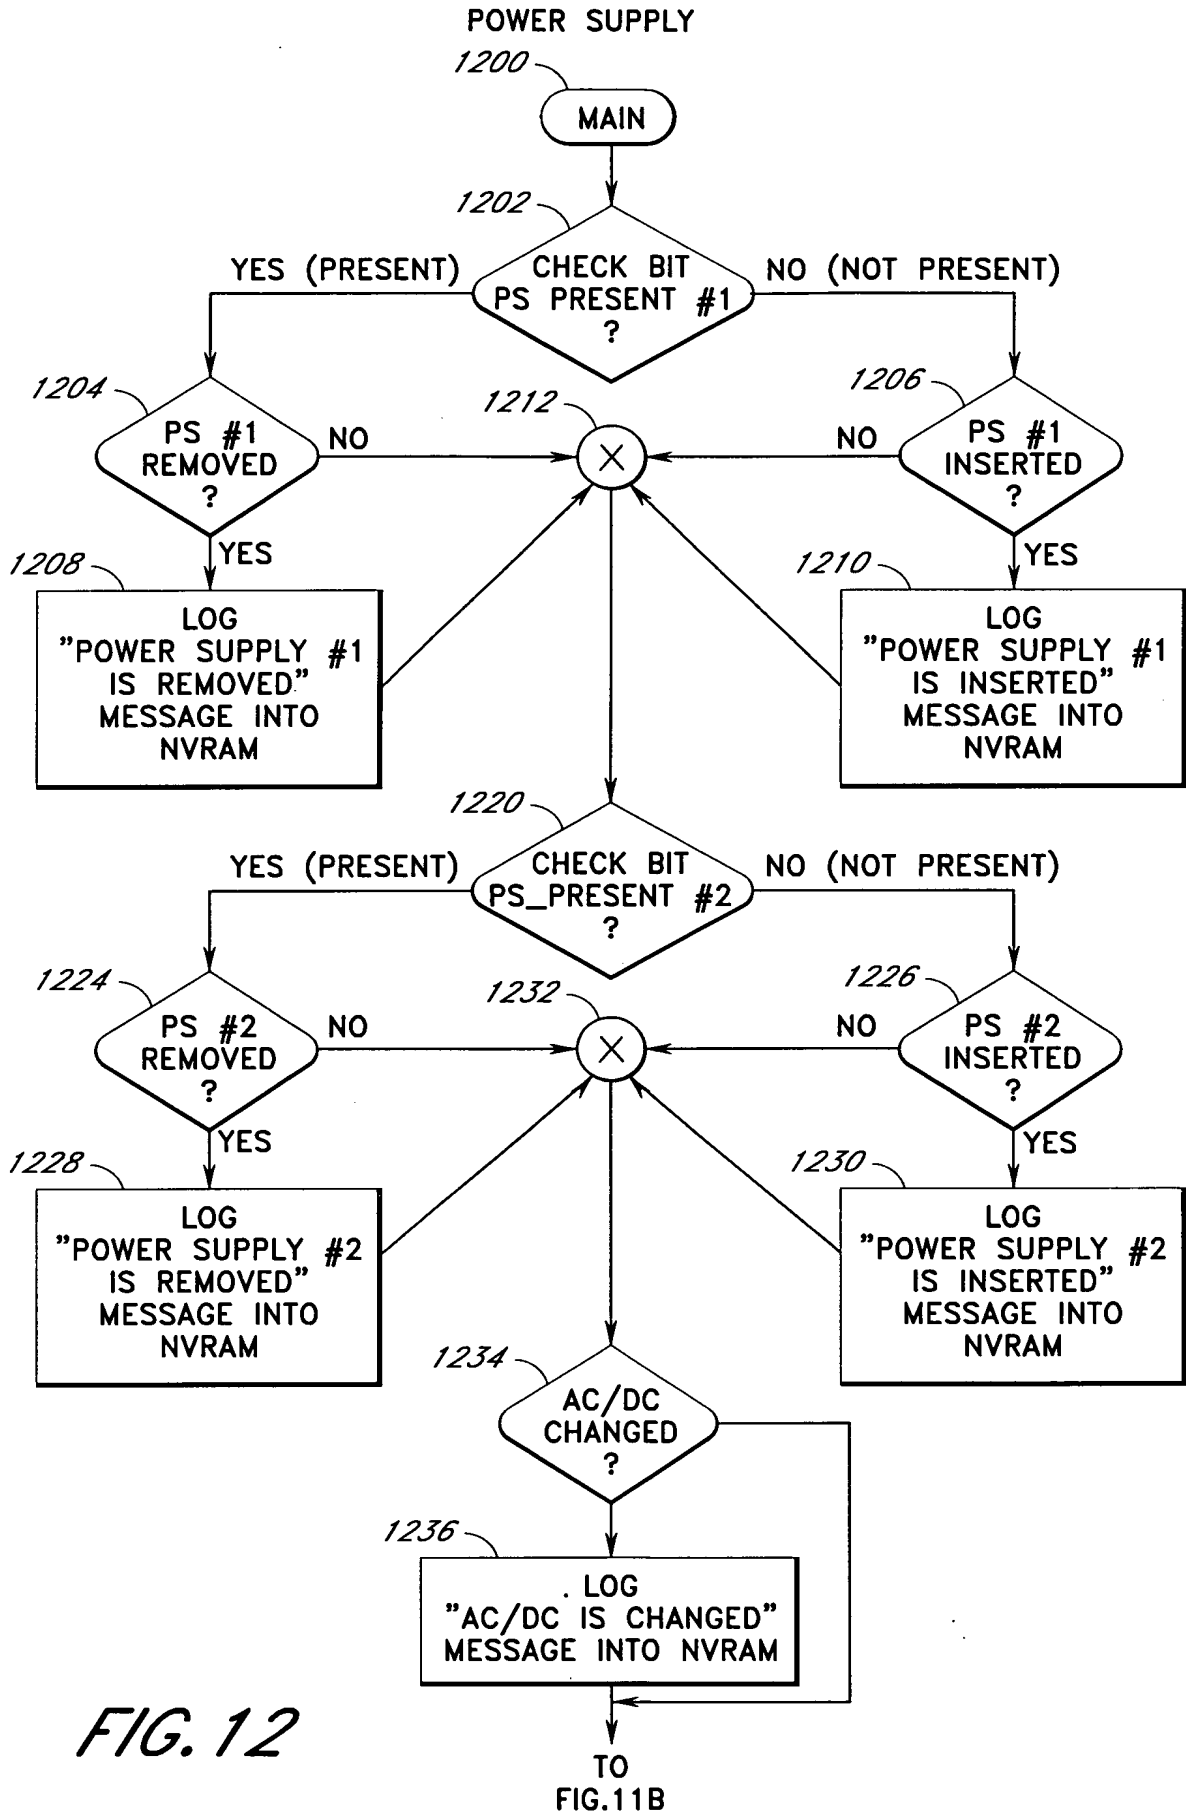 POWER SUPPLY
1200
MAIN
1202
YES (PRESENT)
CHECK BIT
PS PRESENT #1
?
NO (NOT PRESENT)
1204
PS #1
REMOVED
?
NO
1212
X
1206
NO
PS #1
INSERTED
?
YES
YES
1208
LOG
"POWER SUPPLY #1
IS REMOVED"
MESSAGE INTO
NVRAM
1210
LOG
"POWER SUPPLY #1
IS INSERTED"
MESSAGE INTO
NVRAM
1220
YES (PRESENT)
CHECK BIT
PS_PRESENT #2
?
NO (NOT PRESENT)
1224
PS #2
REMOVED
?
NO
1232
X
1226
NO
PS #2
INSERTED
?
YES
YES
1228
LOG
"POWER SUPPLY #2
IS REMOVED"
MESSAGE INTO
NVRAM
1230
LOG
"POWER SUPPLY #2
IS INSERTED"
MESSAGE INTO
NVRAM
1234
AC/DC
CHANGED
?
1236
LOG
"AC/DC IS CHANGED"
MESSAGE INTO NVRAM
FIG. 12
TO
FIG.11B